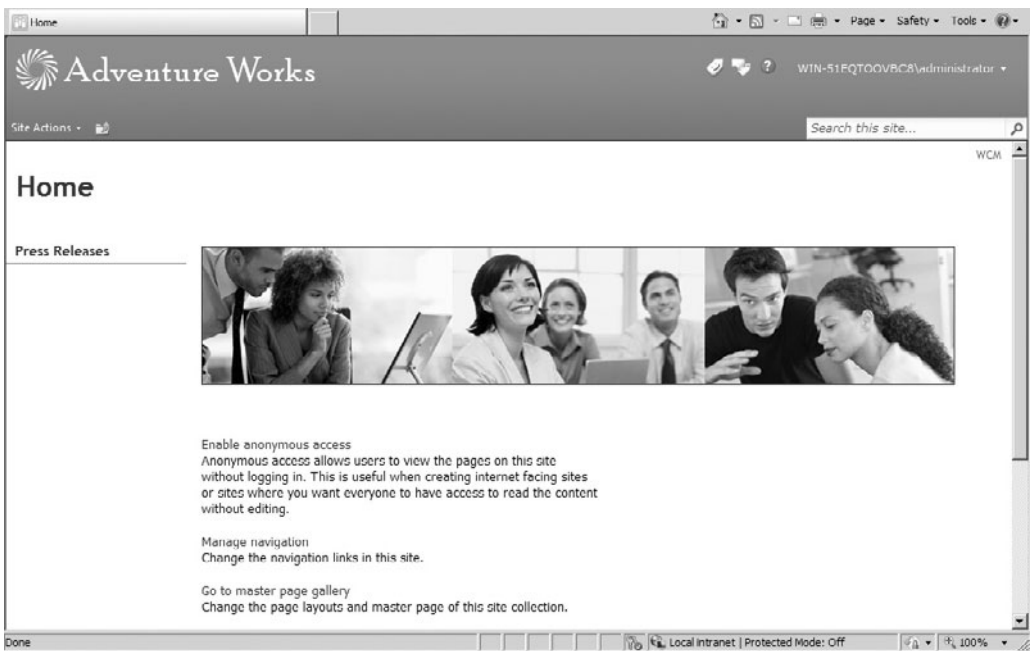 Home
Page Safety Tools
Adventure Works
WIN-51EQTOOVBC8\administrator
Site Actions
Search this site...
WCM
Home
Press Releases
Enable anonymous access
Anonymous access allows users to view the pages on this site
without logging in. This is useful when creating internet facing sites
or sites where you want everyone to have access to read the content
without editing.
Manage navigation
Change the navigation links in this site.
Go to master page gallery
Change the page layouts and master page of this site collection.
Done
Local intranet | Protected Mode: Off
100%